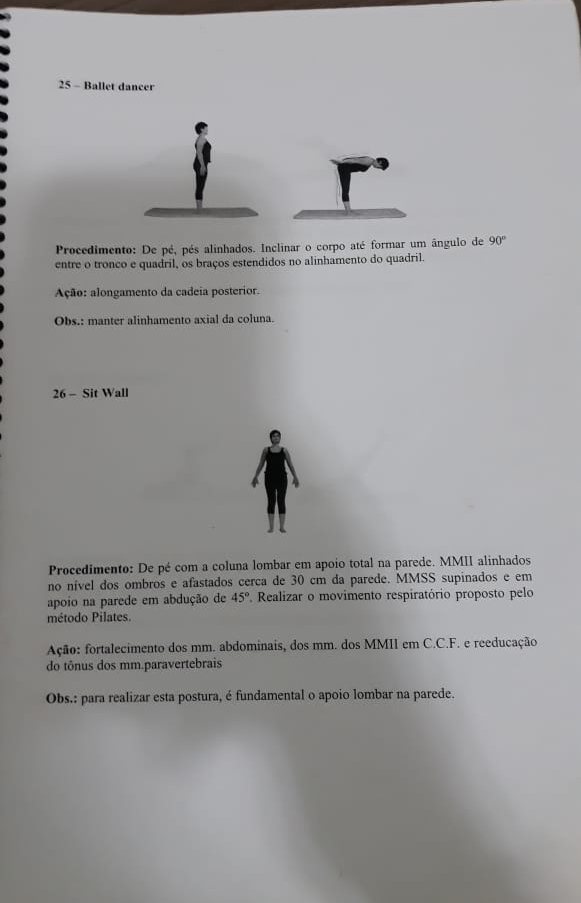 25 - Ballet dancer
Procedimento: De pé, pés alinhados. Inclinar o corpo até formar um ângulo de 90º
entre o tronco e quadril, os braços estendidos no alinhamento do quadril.
Ação: alongamento da cadeia posterior.
Obs.: manter alinhamento axial da coluna.
26 - Sit Wall
Procedimento: De pé com a coluna lombar em apoio total na parede. MMII alinhados
no nível dos ombros e afastados cerca de 30 cm da parede. MMSS supinados e em
apoio na parede em abdução de 45º. Realizar o movimento respiratório proposto pelo
método Pilates.
Ação: fortalecimento dos mm. abdominais, dos mm. dos MMII em C.C.F. e reeducação
do tônus dos mm.paravertebrais
Obs.: para realizar esta postura, é fundamental o apoio lombar na parede.